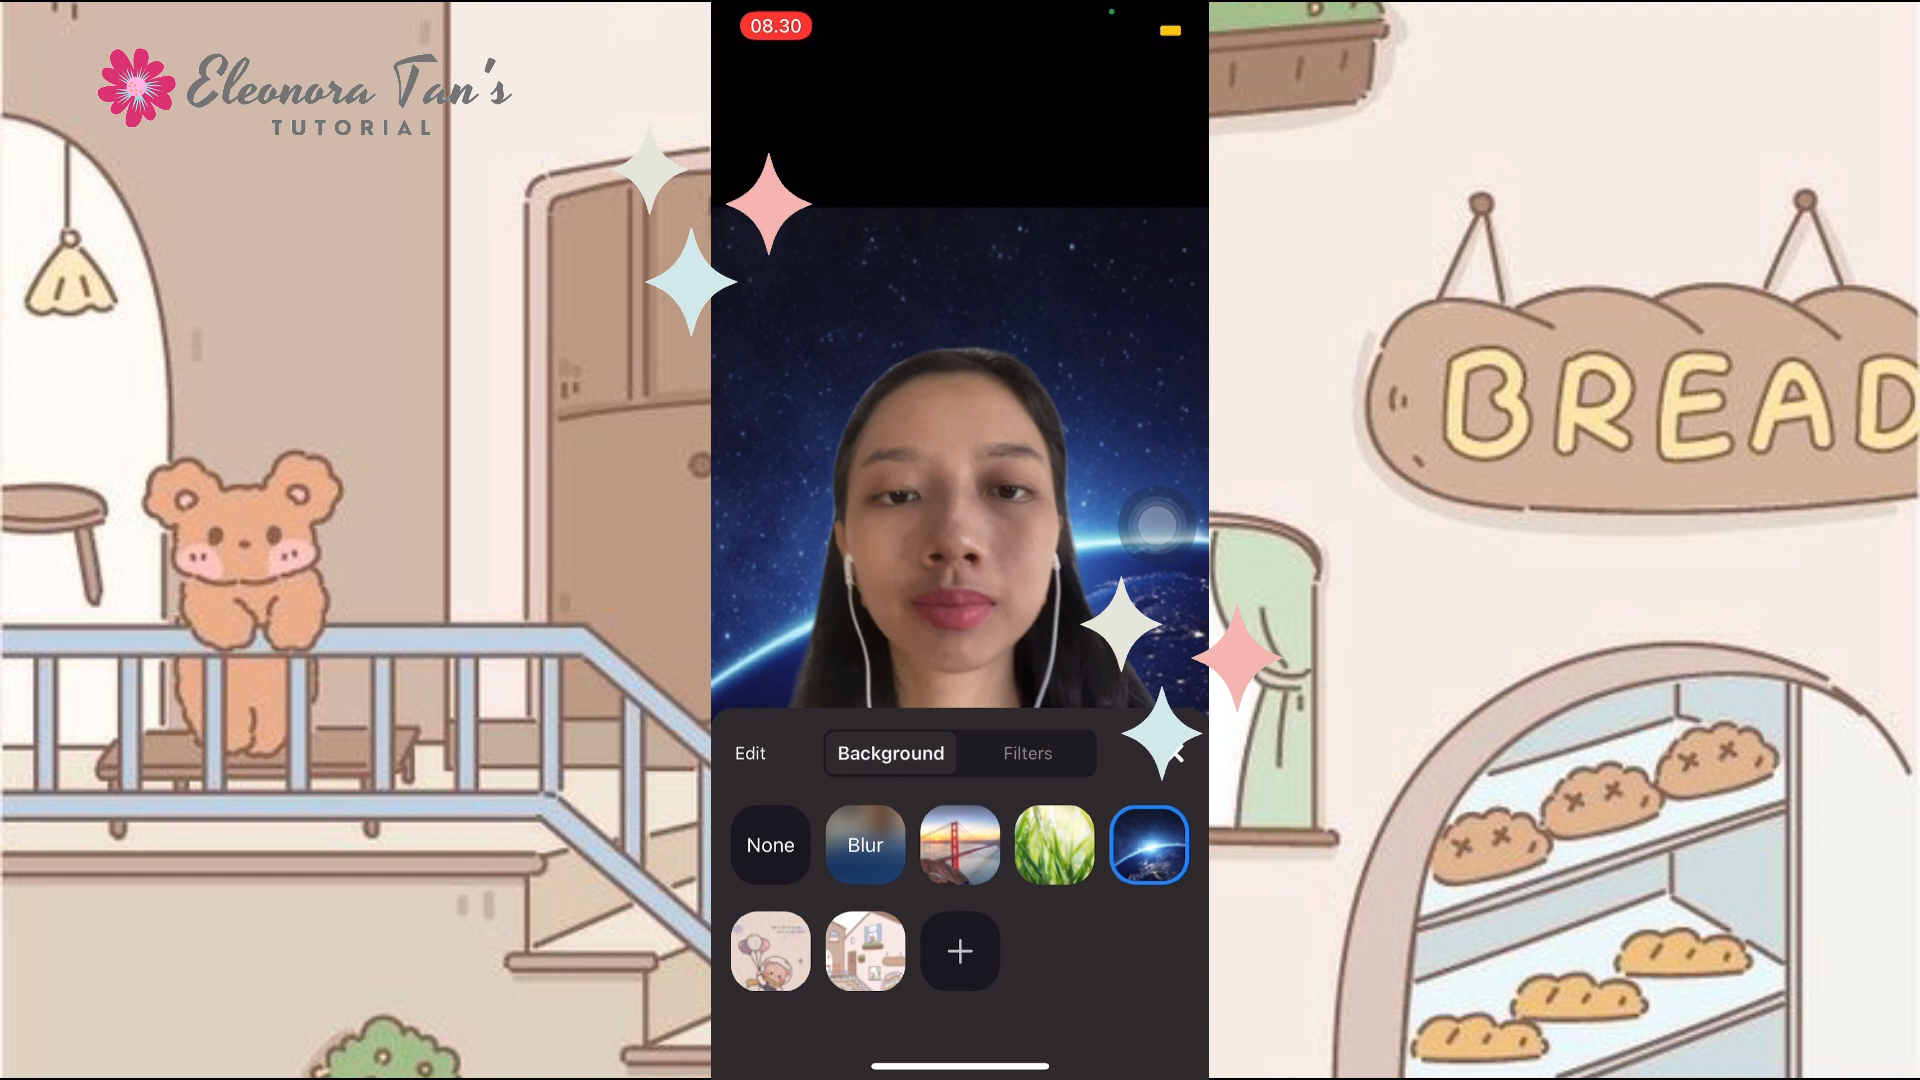 Eleonora Tan's
TUTORIAL
08.30
BREAD
Edit
Background
Filters
None
Blur